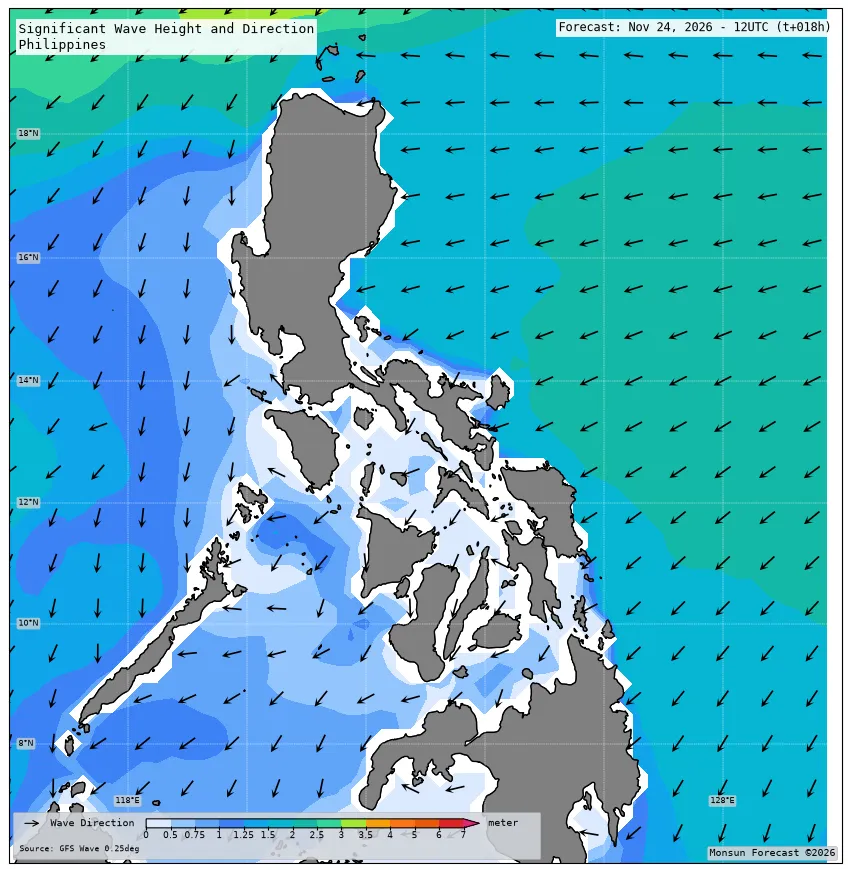 Significant Wave Height and Direction
Philippines
Forecast: Nov 24, 2026 - 12UTC (t+018h)
18°N
16°N
14°N
12°N
10°N
8°N
118°E
128°E
Wave Direction
0 0.5 0.75 1 1.25 1.5 2 2.5 3 3.5 4 5 6 7
meter
Source: GFS Wave 0.25deg
Monsun Forecast ©2026